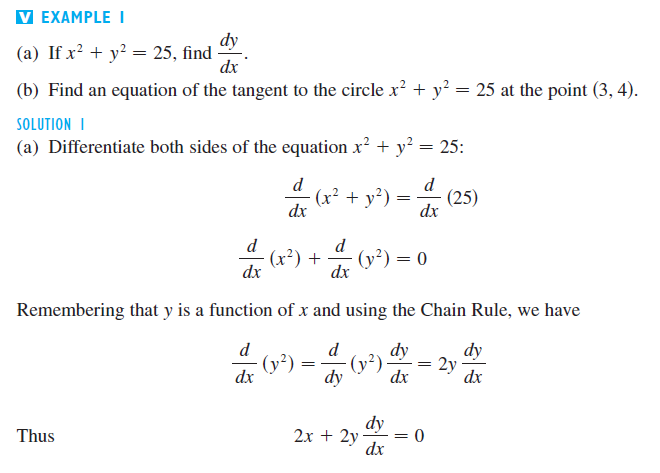 V EXAMPLE 1
(a) If x² + y² = 25, find dy/dx.
(b) Find an equation of the tangent to the circle x² + y² = 25 at the point (3, 4).
SOLUTION 1
(a) Differentiate both sides of the equation x² + y² = 25:
d/dx (x² + y²) = d/dx (25)
d/dx (x²) + d/dx (y²) = 0
Remembering that y is a function of x and using the Chain Rule, we have
d/dx (y²) = d/dy (y²) dy/dx = 2y dy/dx
Thus 2x + 2y dy/dx = 0